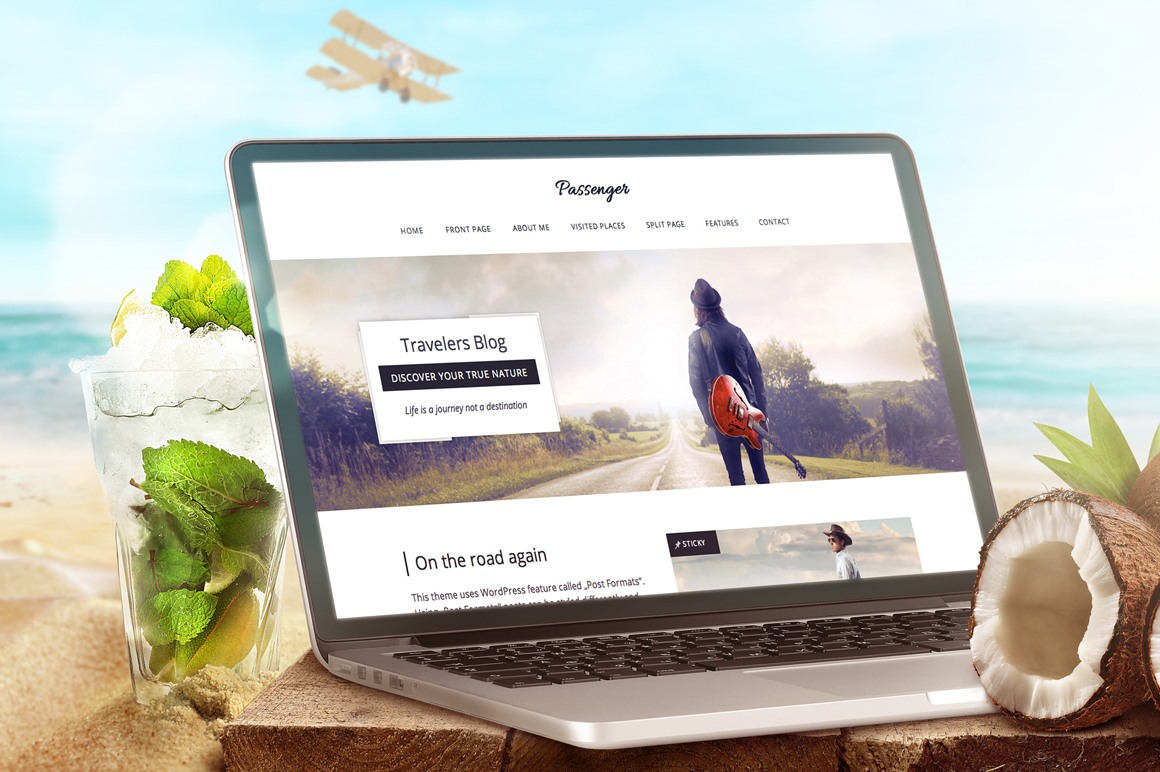 Passenger
HOME FRONT PAGE ABOUT ME VISITED PLACES SPLIT PAGE FEATURES CONTACT
Travelers Blog
DISCOVER YOUR TRUE NATURE
Life is a journey not a destination
On the road again
STICKY
This theme uses WordPress feature called „Post Formats”.